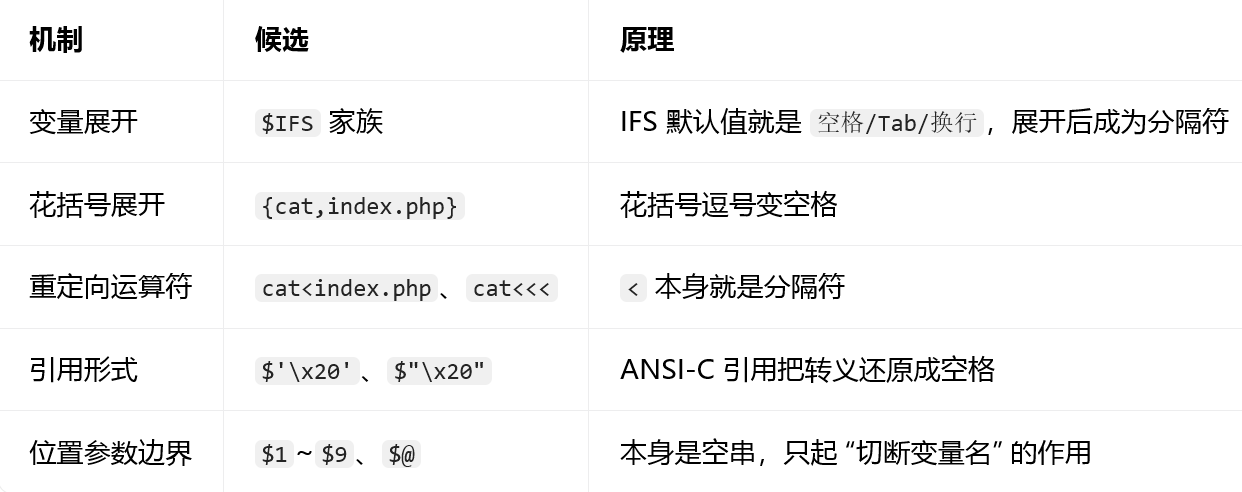 机制 候选 原理
变量展开 $IFS 家族 IFS 默认值就是 空格/Tab/换行，展开后成为分隔符
花括号展开 {cat,index.php} 花括号逗号变空格
重定向运算符 cat<index.php、cat<<< < 本身就是分隔符
引用形式 $'\x20'、$"\x20" ANSI-C 引用把转义还原成空格
位置参数边界 $1~$9、$@ 本身是空串，只起“切断变量名”的作用